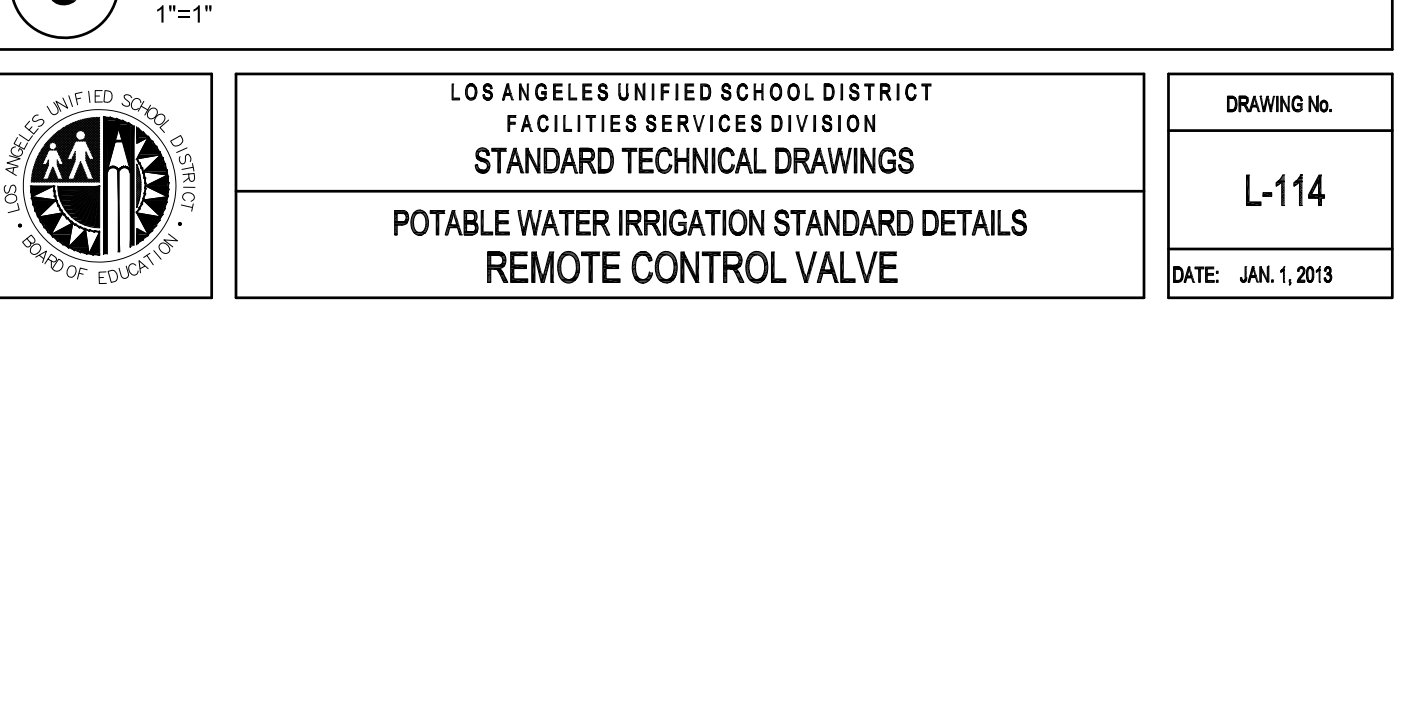 1"=1"
LOS ANGELES UNIFIED SCHOOL DISTRICT • BOARD OF EDUCATION •
LOS ANGELES UNIFIED SCHOOL DISTRICT
FACILITIES SERVICES DIVISION
STANDARD TECHNICAL DRAWINGS
POTABLE WATER IRRIGATION STANDARD DETAILS
REMOTE CONTROL VALVE
DRAWING No.
L-114
DATE: JAN. 1, 2013